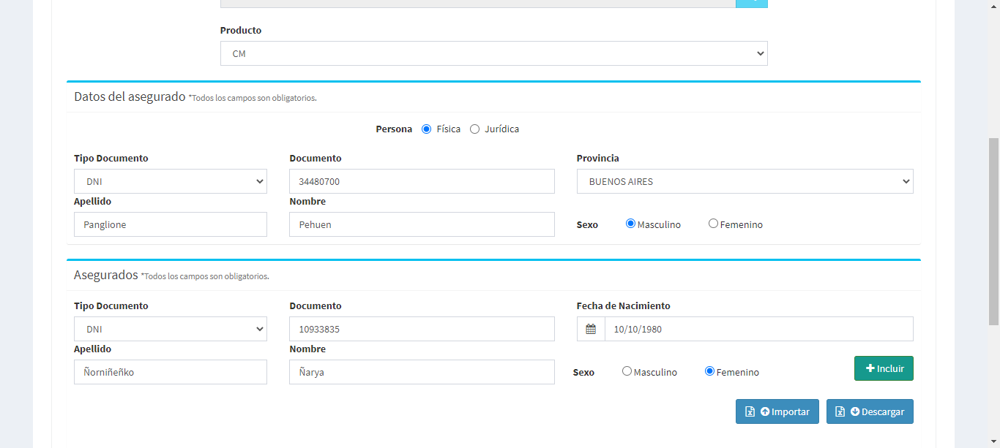 Producto
CM
Datos del asegurado *Todos los campos son obligatorios.
Persona Física Jurídica
Tipo Documento Documento Provincia
DNI 34480700 BUENOS AIRES
Apellido Nombre
Panglione Pehuen Sexo Masculino Femenino
Asegurados *Todos los campos son obligatorios.
Tipo Documento Documento Fecha de Nacimiento
DNI 10933835 10/10/1980
Apellido Nombre
Ñorniñeñko Ñarya Sexo Masculino Femenino Incluir
Importar Descargar